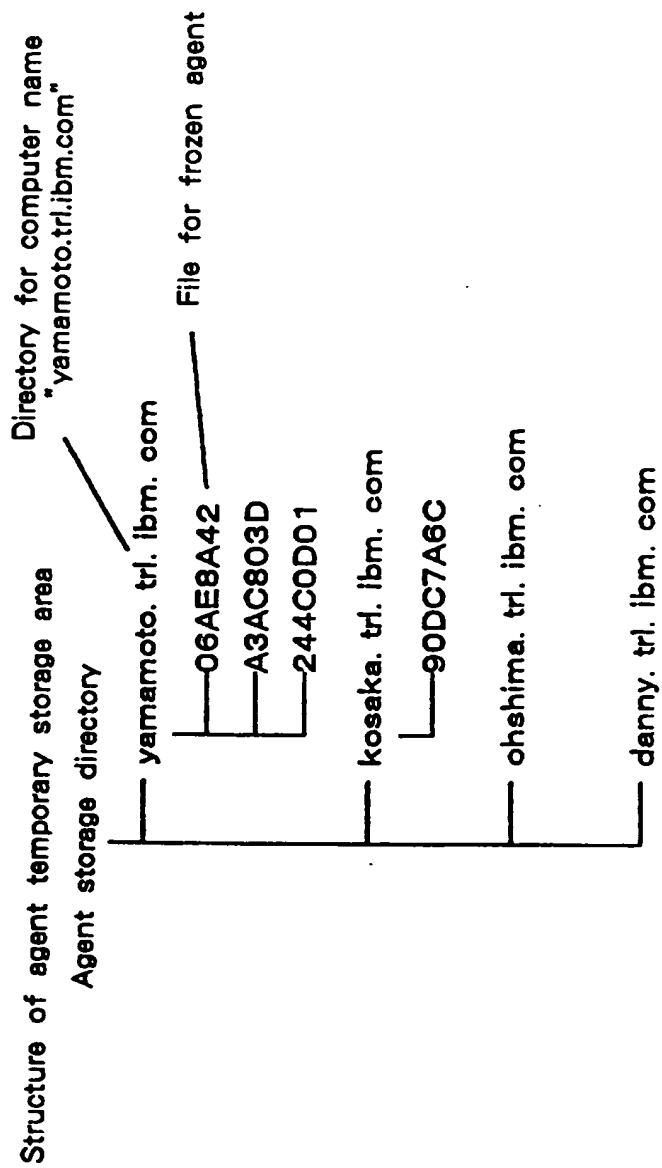 Structure of agent temporary storage area
Agent storage directory
Directory for computer name
"yamamoto.trl.ibm.com"
yamamoto. trl. ibm. com
06AE8A42
File for frozen agent
A3AC803D
244C0D01
kosaka. trl. ibm. com
90DC7A6C
ohshima. trl. ibm. com
danny. trl. ibm. com